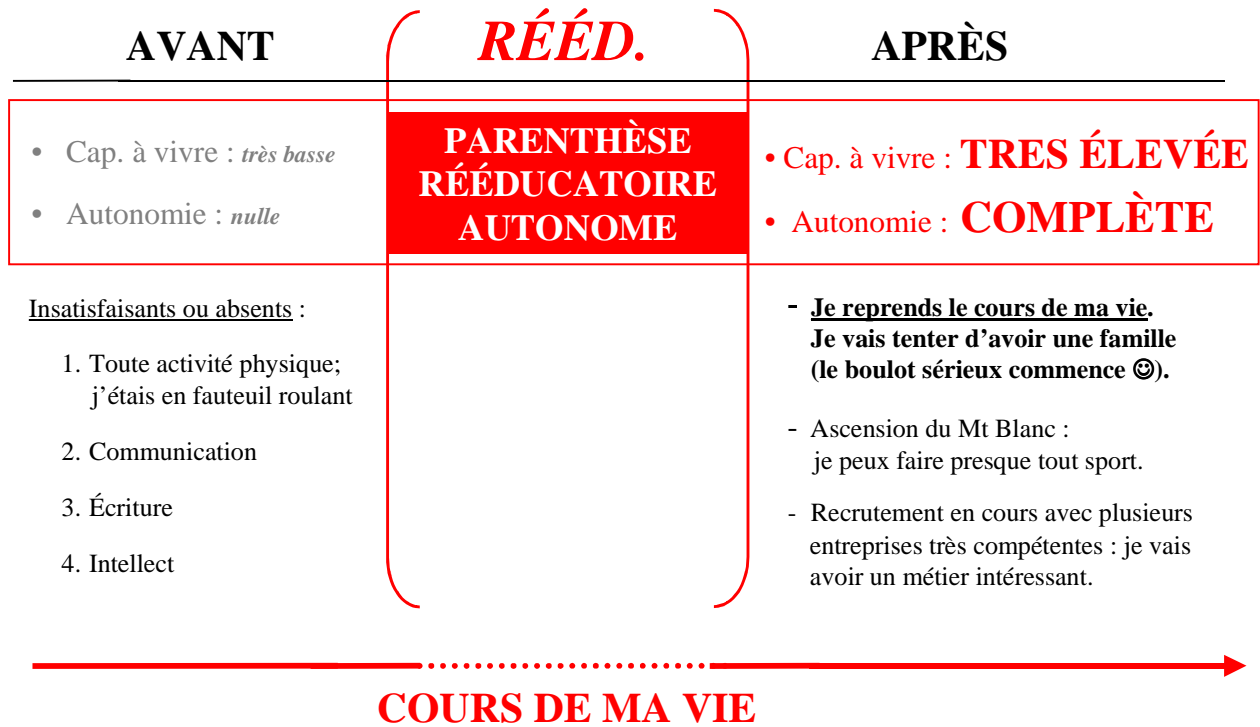 AVANT
RÉÉD.
APRÈS
• Cap. à vivre : très basse
• Autonomie : nulle
PARENTHÈSE
RÉÉDUCATOIRE
AUTONOME
• Cap. à vivre : TRES ÉLEVÉE
• Autonomie : COMPLÈTE
Insatisfaisants ou absents :
1. Toute activité physique;
j’étais en fauteuil roulant
2. Communication
3. Écriture
4. Intellect
- Je reprends le cours de ma vie.
Je vais tenter d’avoir une famille
(le boulot sérieux commence ☺).
- Ascension du Mt Blanc :
je peux faire presque tout sport.
- Recrutement en cours avec plusieurs
entreprises très compétentes : je vais
avoir un métier intéressant.
COURS DE MA VIE